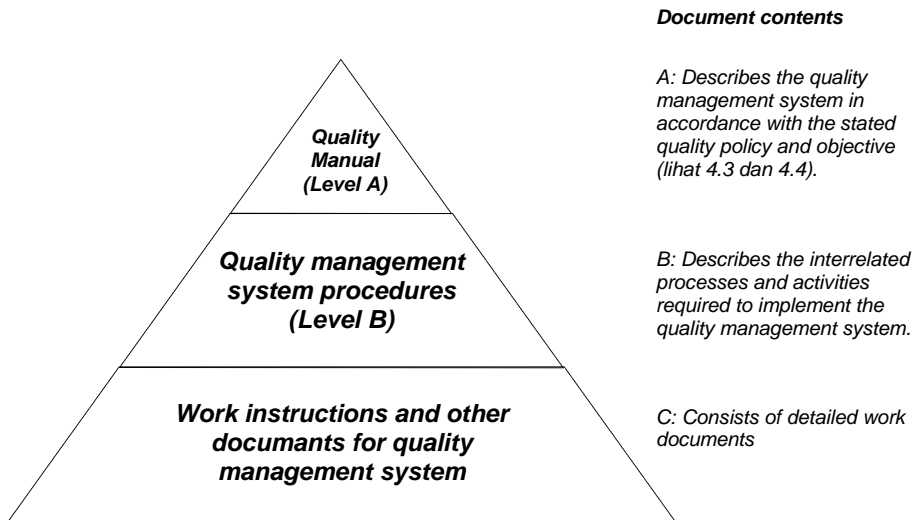 Document contents
A: Describes the quality
management system in
accordance with the stated
quality policy and objective
(lihat 4.3 dan 4.4).
Quality
Manual
(Level A)
Quality management
system procedures
(Level B)
B: Describes the interrelated
processes and activities
required to implement the
quality management system.
Work instructions and other
documants for quality
management system
C: Consists of detailed work
documents